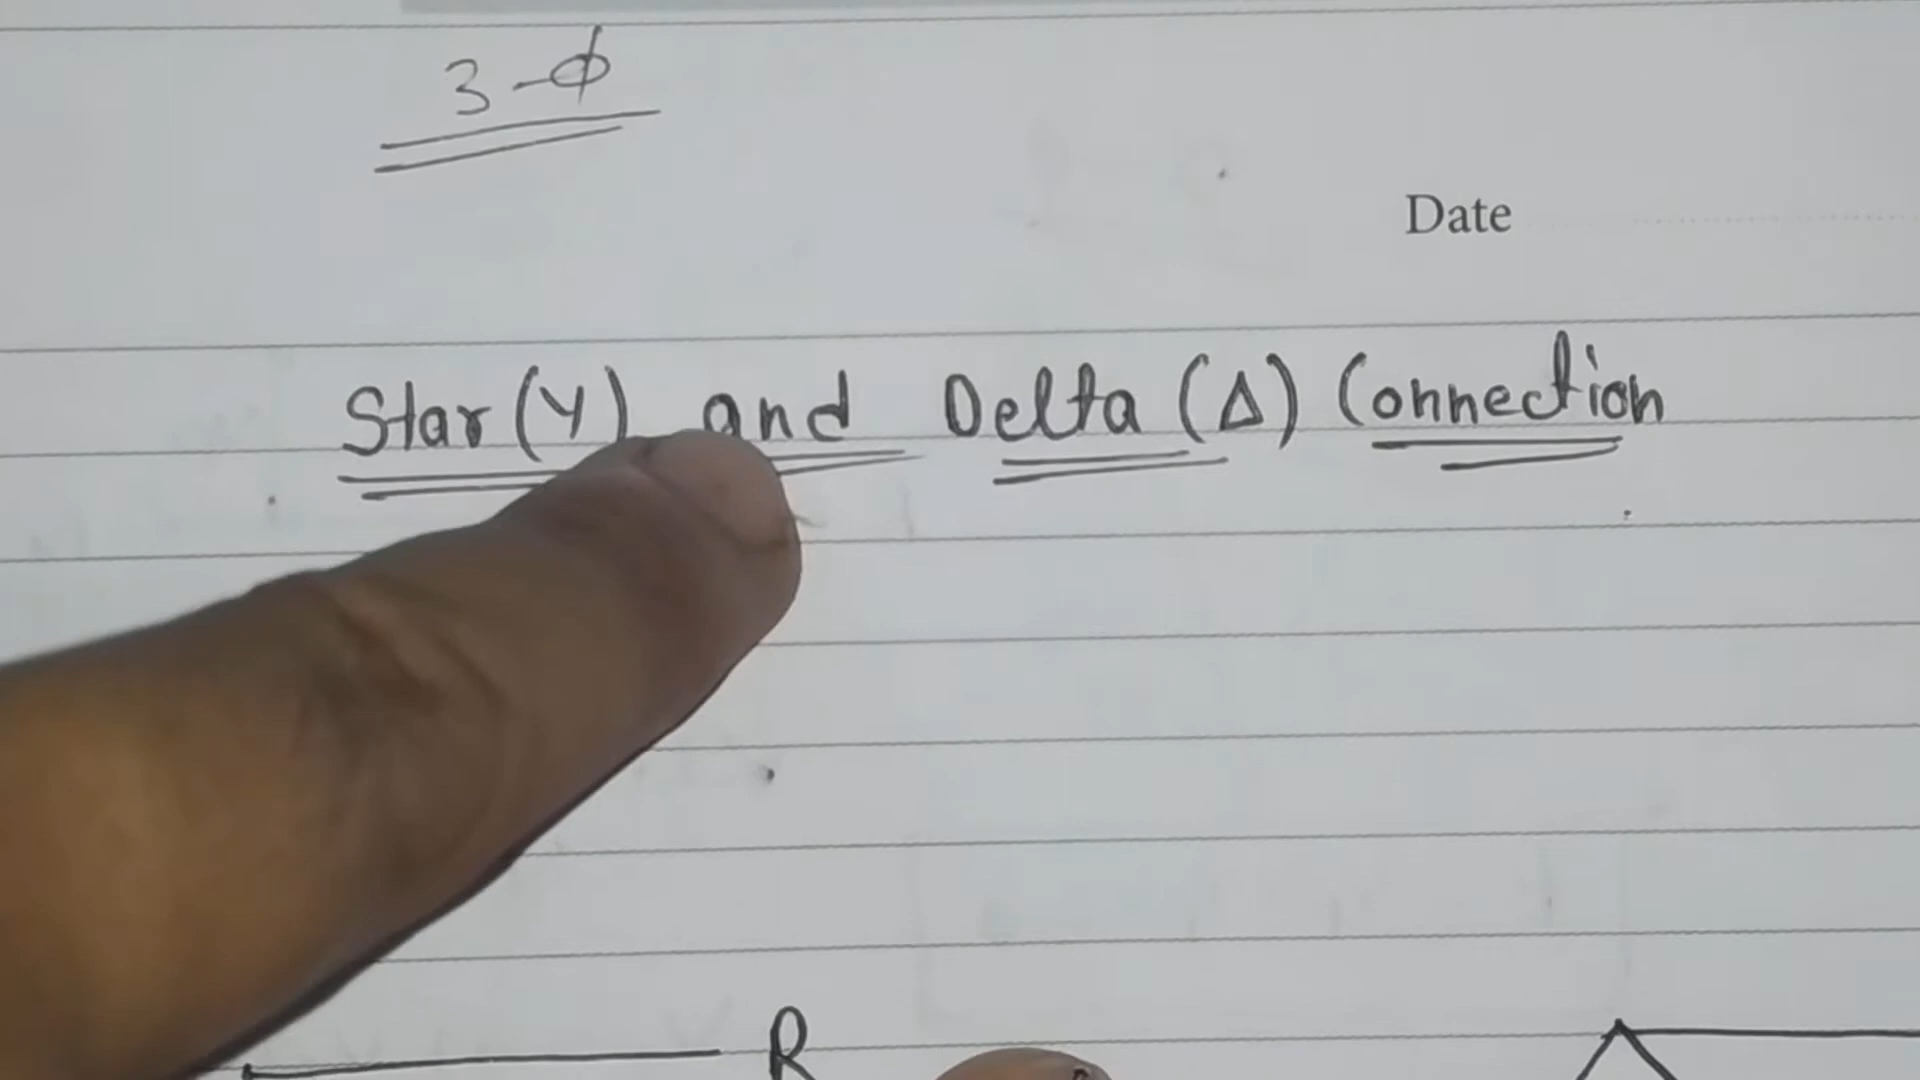 3-ϕ
Date
Star (Y) and Delta (Δ) Connection
R